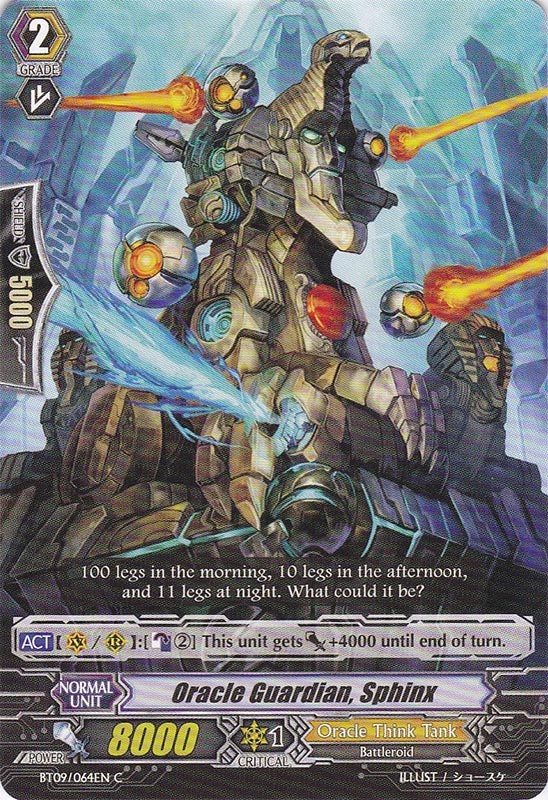 2
GRADE
SHIELD
5000
100 legs in the morning, 10 legs in the afternoon,
and 11 legs at night. What could it be?
ACT [ / ]:[ ② ] This unit gets +4000 until end of turn.
NORMAL
UNIT
Oracle Guardian, Sphinx
POWER
8000
1
CRITICAL
Oracle Think Tank
Battleroid
BT09/064EN C
ILLUST / ショースケ